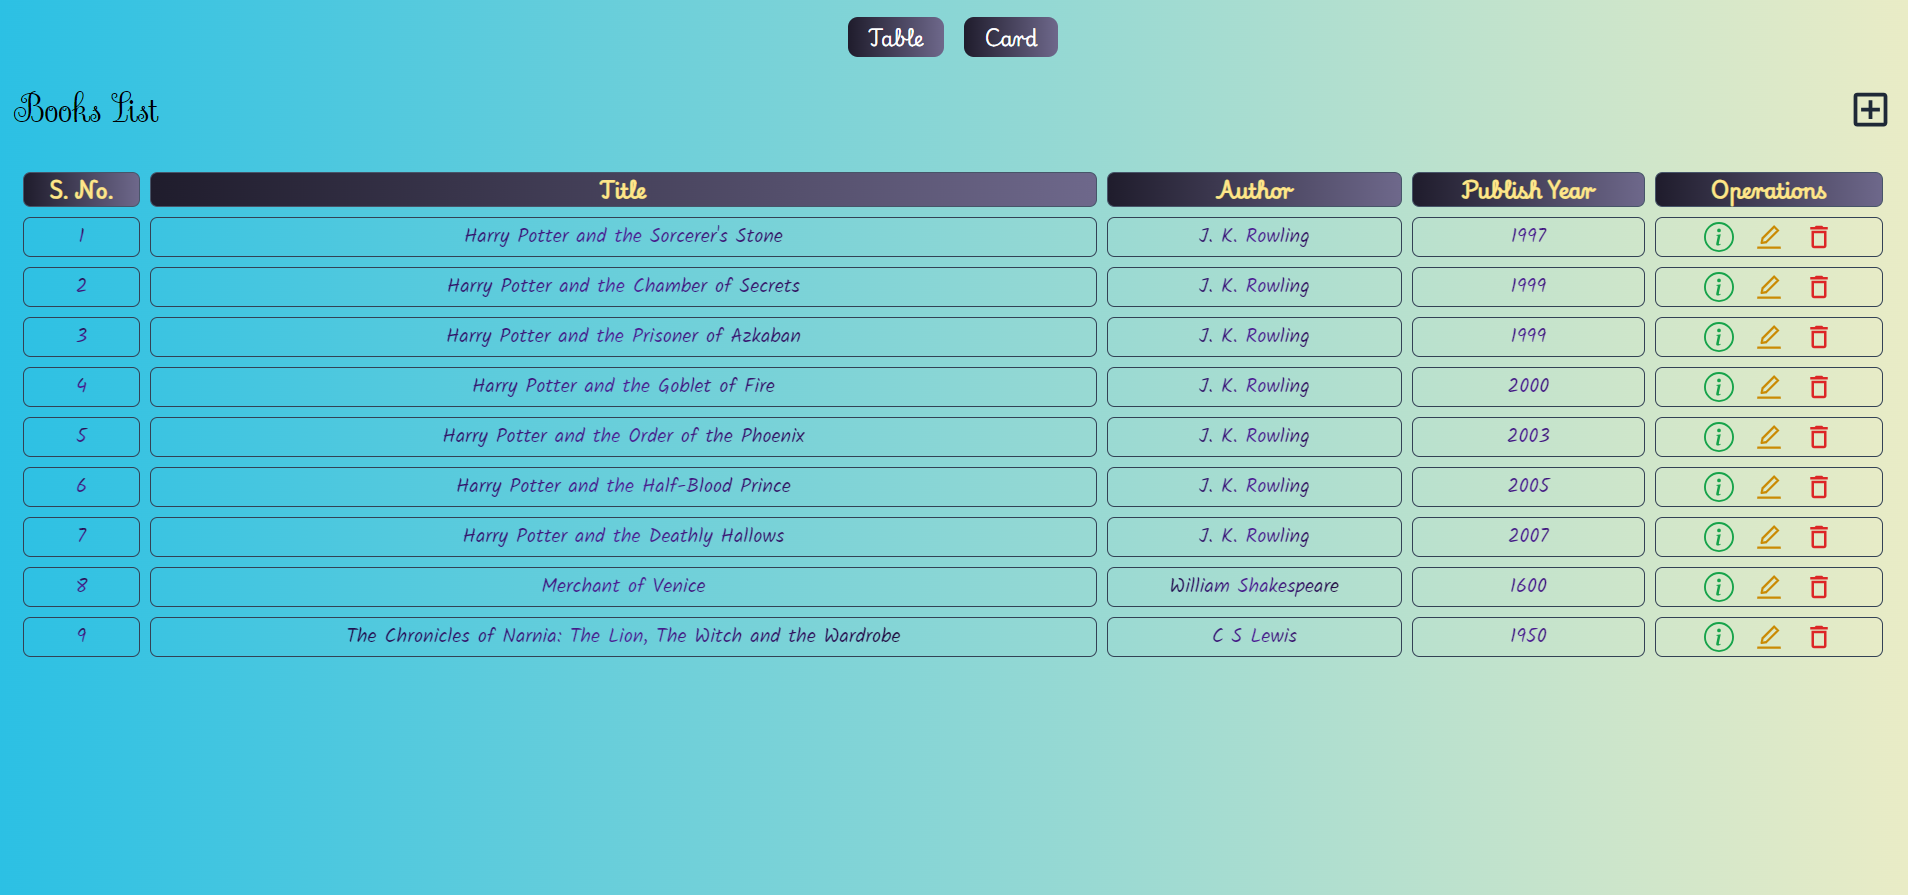 Table Card
Books List
S. No. Title Author Publish Year Operations
1 Harry Potter and the Sorcerer's Stone J. K. Rowling 1997
2 Harry Potter and the Chamber of Secrets J. K. Rowling 1999
3 Harry Potter and the Prisoner of Azkaban J. K. Rowling 1999
4 Harry Potter and the Goblet of Fire J. K. Rowling 2000
5 Harry Potter and the Order of the Phoenix J. K. Rowling 2003
6 Harry Potter and the Half-Blood Prince J. K. Rowling 2005
7 Harry Potter and the Deathly Hallows J. K. Rowling 2007
8 Merchant of Venice William Shakespeare 1600
9 The Chronicles of Narnia: The Lion, The Witch and the Wardrobe C S Lewis 1950